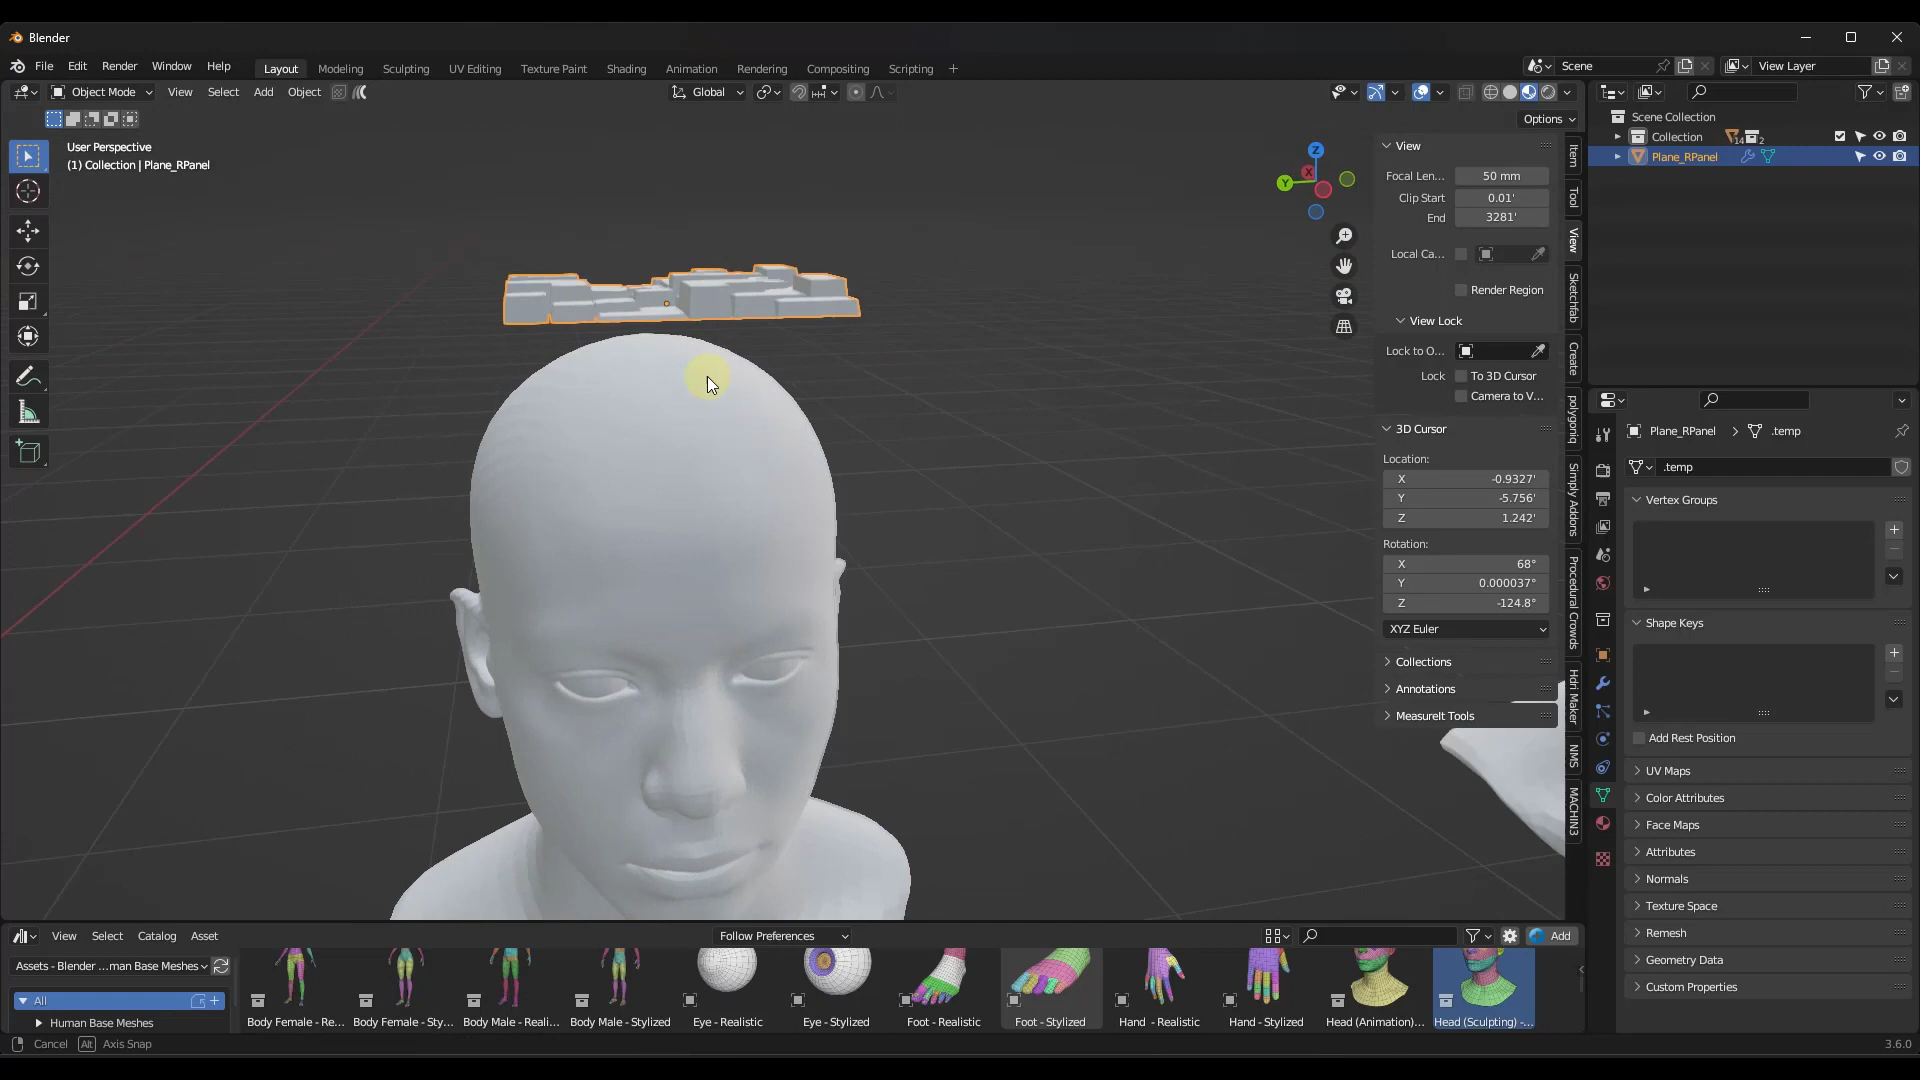 Blender
File Edit Render Window Help Layout Modeling Sculpting UV Editing Texture Paint Shading Animation Rendering Compositing Scripting + Scene View Layer
Object Mode View Select Add Object Global
Options
User Perspective
(1) Collection | Plane_RPanel
Z
Y
X
View
Focal Len... 50 mm
Clip Start 0.01'
End 3281'
Local Ca...
Render Region
View Lock
Lock to O...
Lock To 3D Cursor
Camera to V...
3D Cursor
Location:
X -0.9327'
Y -5.756'
Z 1.242'
Rotation:
X 68°
Y 0.000037°
Z -124.8°
XYZ Euler
Collections
Annotations
MeasureIt Tools
Item
Tool
View
Sketchfab
Create
polygoniq
Simply Addons
Procedural Crowds
Hdri Maker
NMS
MACHIN3
Scene Collection
Collection 14 2
Plane_RPanel
Plane_RPanel > .temp
.temp
Vertex Groups
Shape Keys
Add Rest Position
UV Maps
Color Attributes
Face Maps
Attributes
Normals
Texture Space
Remesh
Geometry Data
Custom Properties
View Select Catalog Asset Follow Preferences Add
Assets - Blender ...man Base Meshes
All
Human Base Meshes
Body Female - Re... Body Female - Sty... Body Male - Reali... Body Male - Stylized Eye - Realistic Eye - Stylized Foot - Realistic Foot - Stylized Hand - Realistic Hand - Stylized Head (Animation)... Head (Sculpting) -...
Cancel Alt Axis Snap 3.6.0